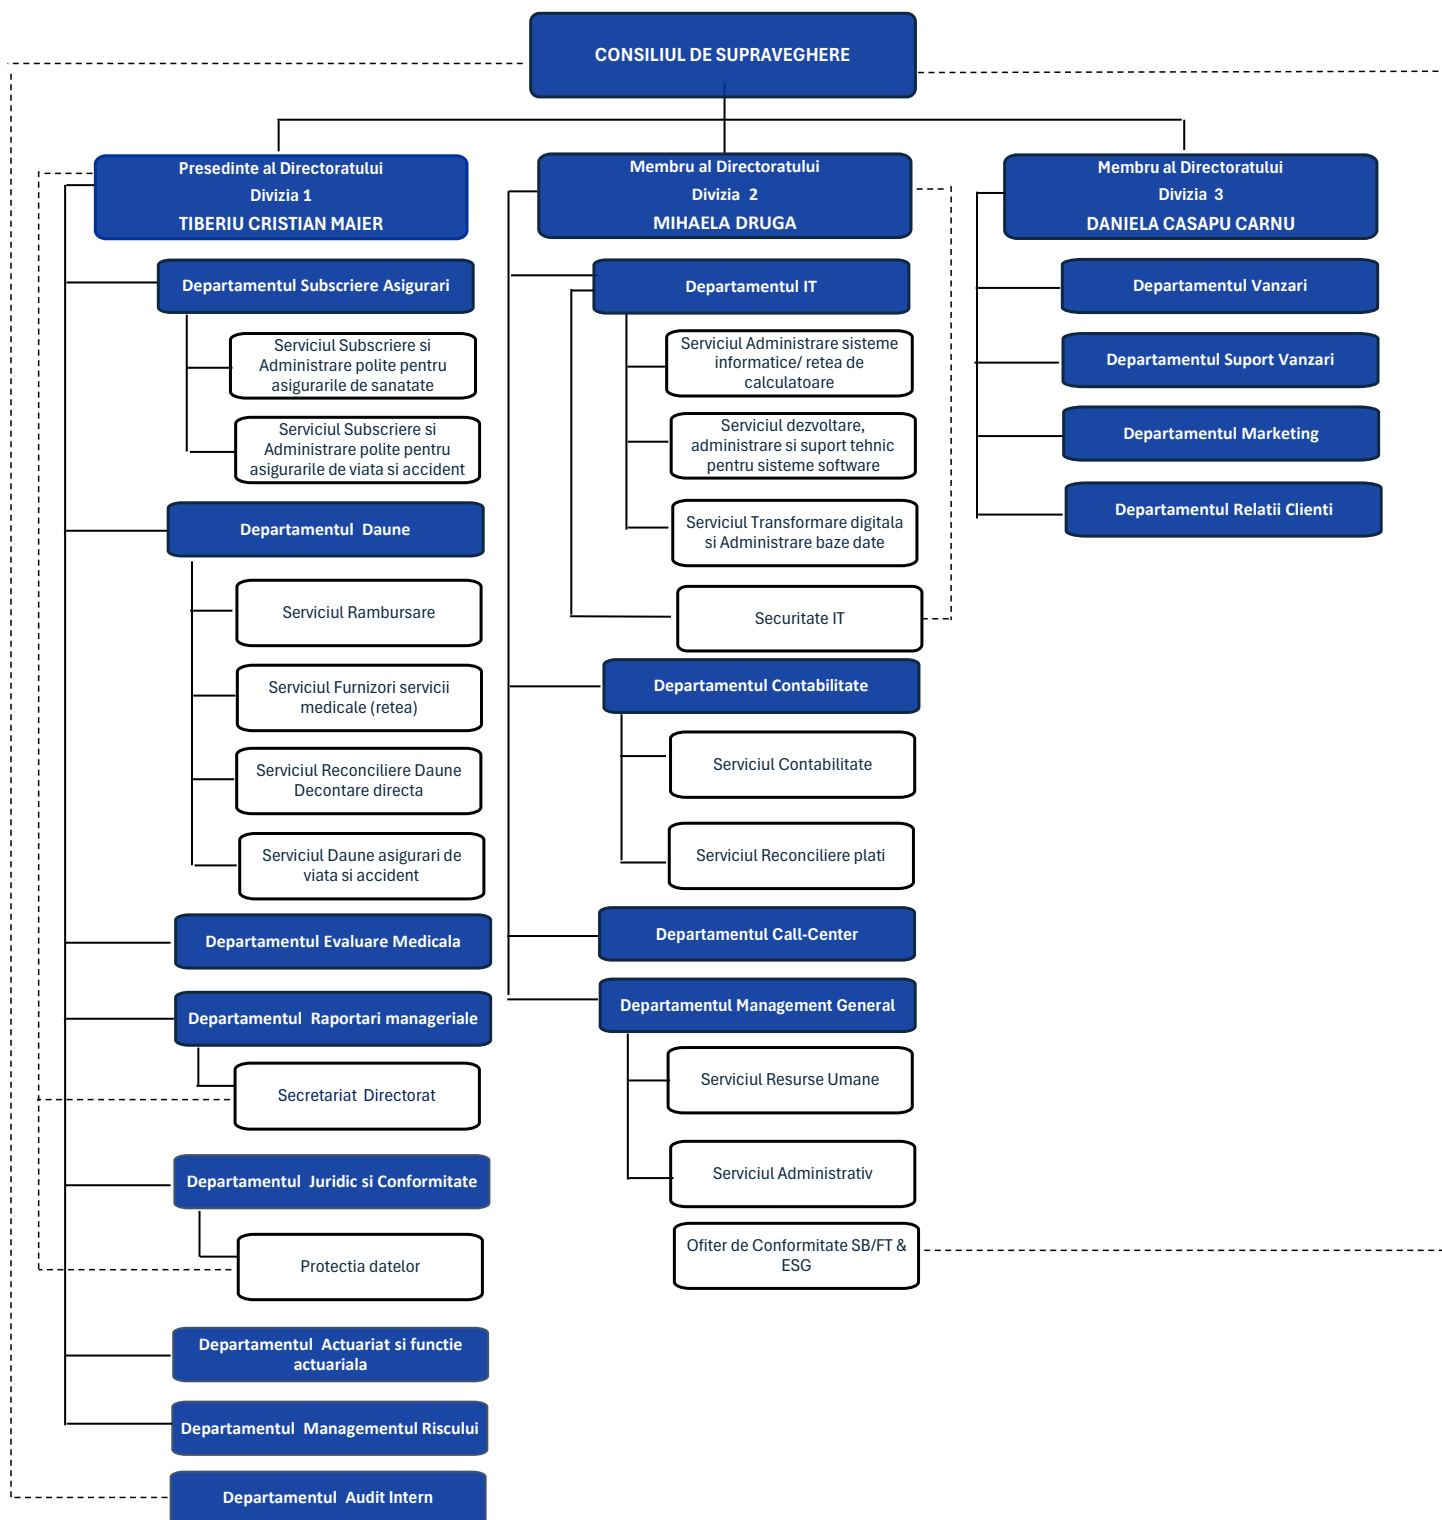 CONSILIUL DE SUPRAVEGHERE
Presedinte al Directoratului
Divizia 1
TIBERIU CRISTIAN MAIER
Departamentul Subscriere Asigurari
Serviciul Subscriere si
Administrare polite pentru
asigurarile de sanatate
Serviciul Subscriere si
Administrare polite pentru
asigurarile de viata si accident
Departamentul Daune
Serviciul Rambursare
Serviciul Furnizori servicii
medicale (retea)
Serviciul Reconciliere Daune
Decontare directa
Serviciul Daune asigurari de
viata si accident
Departamentul Evaluare Medicala
Departamentul Raportari manageriale
Secretariat Directorat
Departamentul Juridic si Conformitate
Protectia datelor
Departamentul Actuariat si functie
actuariala
Departamentul Managementul Riscului
Departamentul Audit Intern
Membru al Directoratului
Divizia 2
MIHAELA DRUGA
Departamentul IT
Serviciul Administrare sisteme
informatice/ retea de
calculatoare
Serviciul dezvoltare,
administrare si suport tehnic
pentru sisteme software
Serviciul Transformare digitala
si Administrare baze date
Securitate IT
Departamentul Contabilitate
Serviciul Contabilitate
Serviciul Reconciliere plati
Departamentul Call-Center
Departamentul Management General
Serviciul Resurse Umane
Serviciul Administrativ
Ofiter de Conformitate SB/FT &
ESG
Membru al Directoratului
Divizia 3
DANIELA CASAPU CARNU
Departamentul Vanzari
Departamentul Suport Vanzari
Departamentul Marketing
Departamentul Relatii Clienti